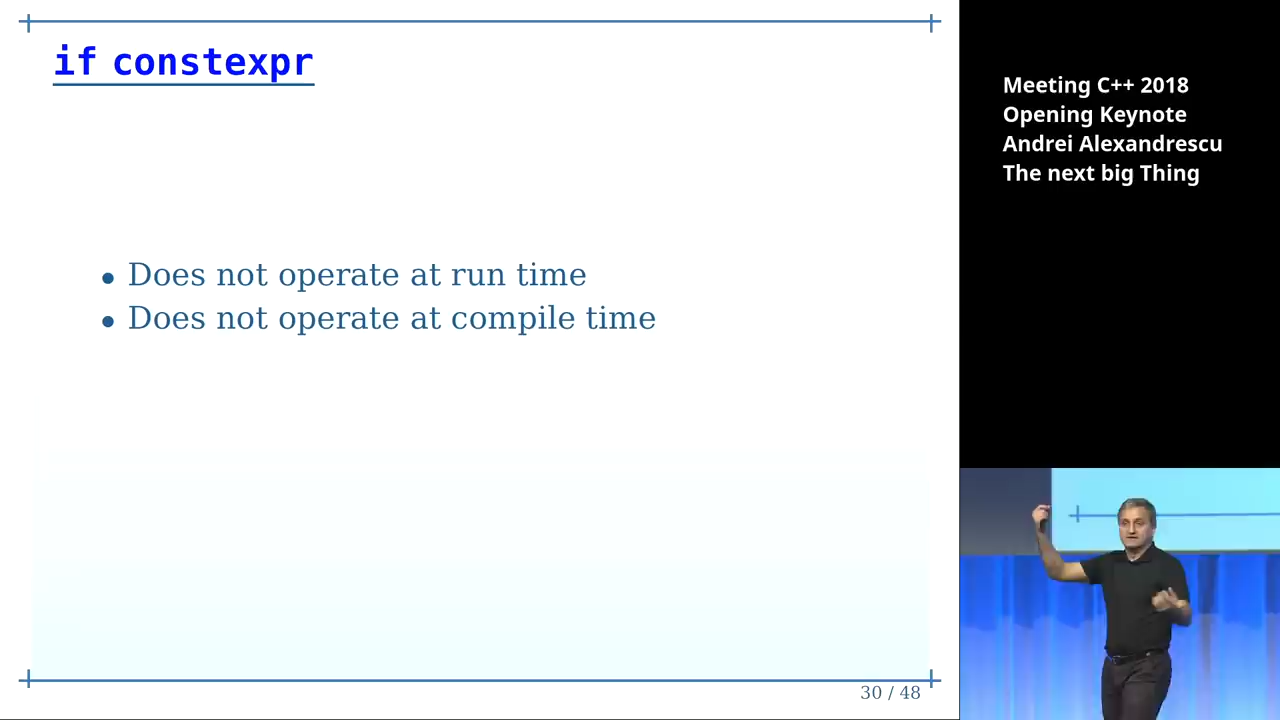 if constexpr
• Does not operate at run time
• Does not operate at compile time
30 / 48
Meeting C++ 2018
Opening Keynote
Andrei Alexandrescu
The next big Thing